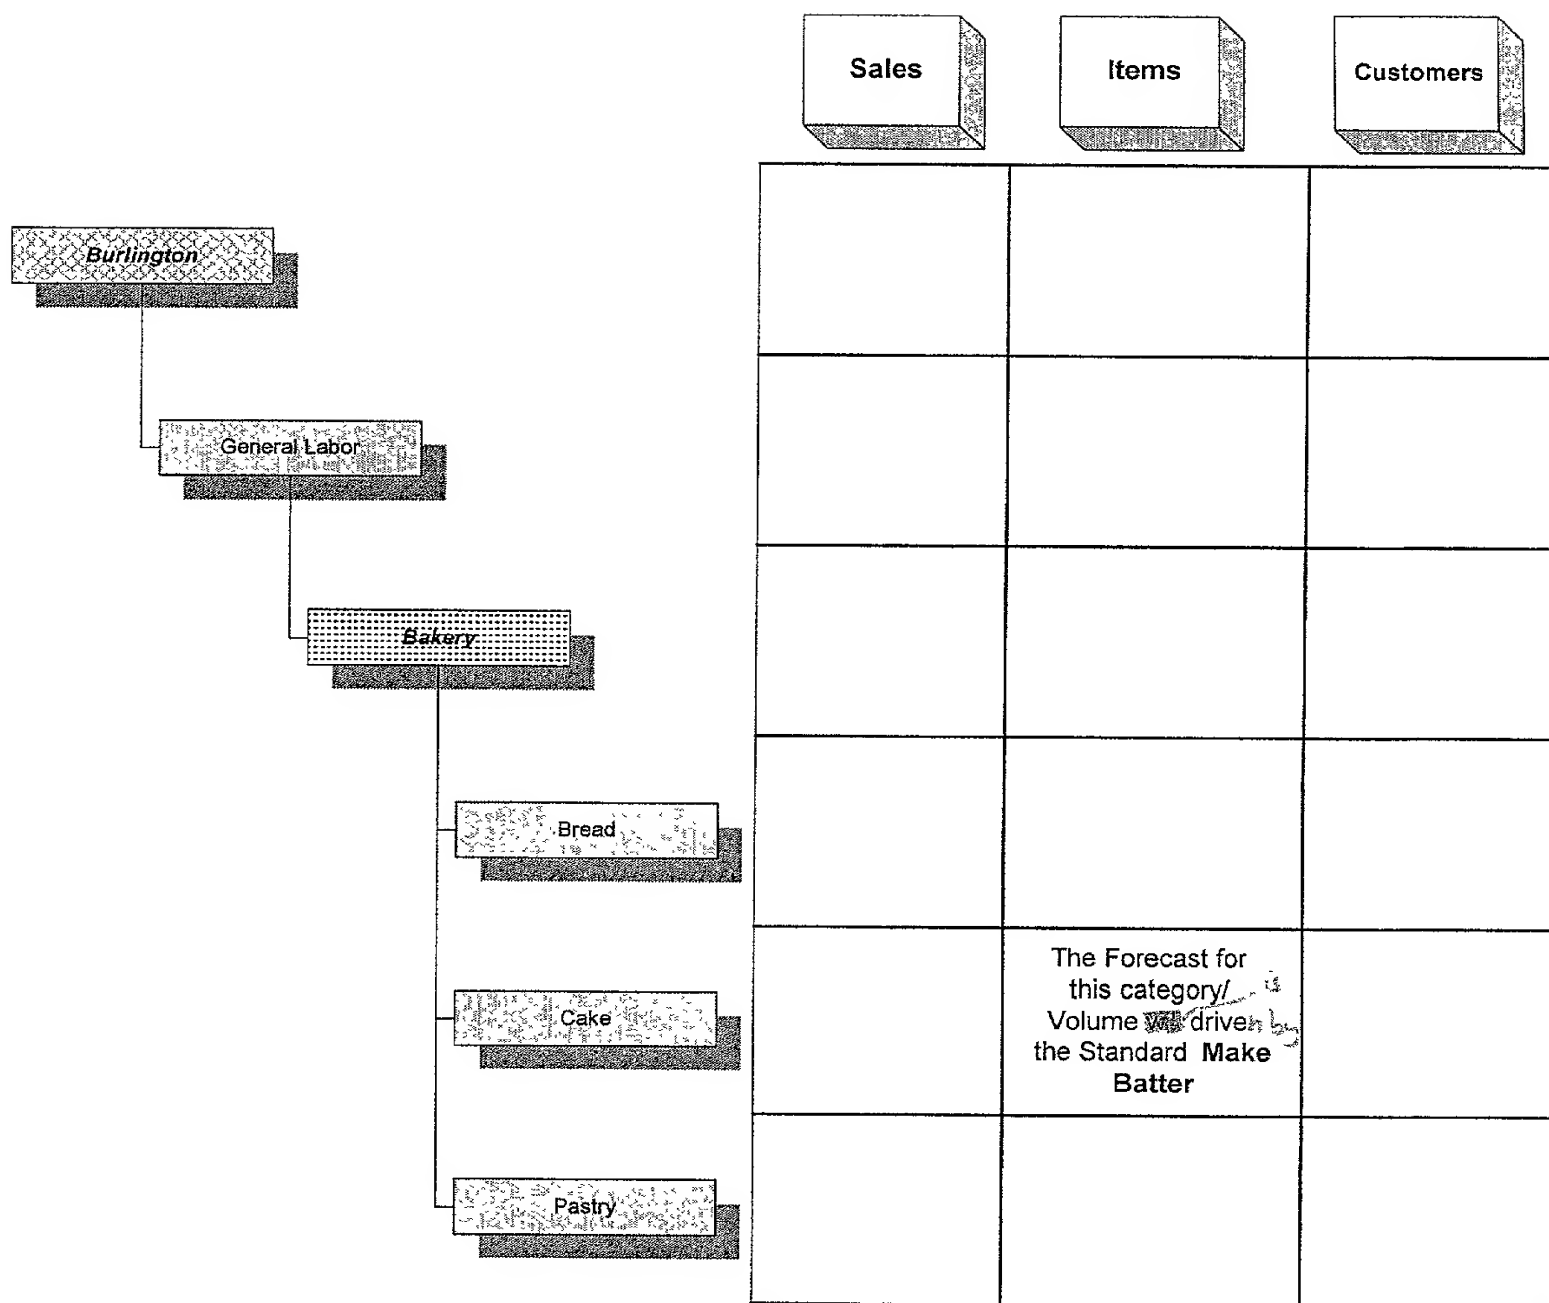 Sales Items Customers
Burlington
General Labor
Bakery
Bread
The Forecast for
this category/ is
Volume driven by
the Standard Make
Batter
Cake
Pastry